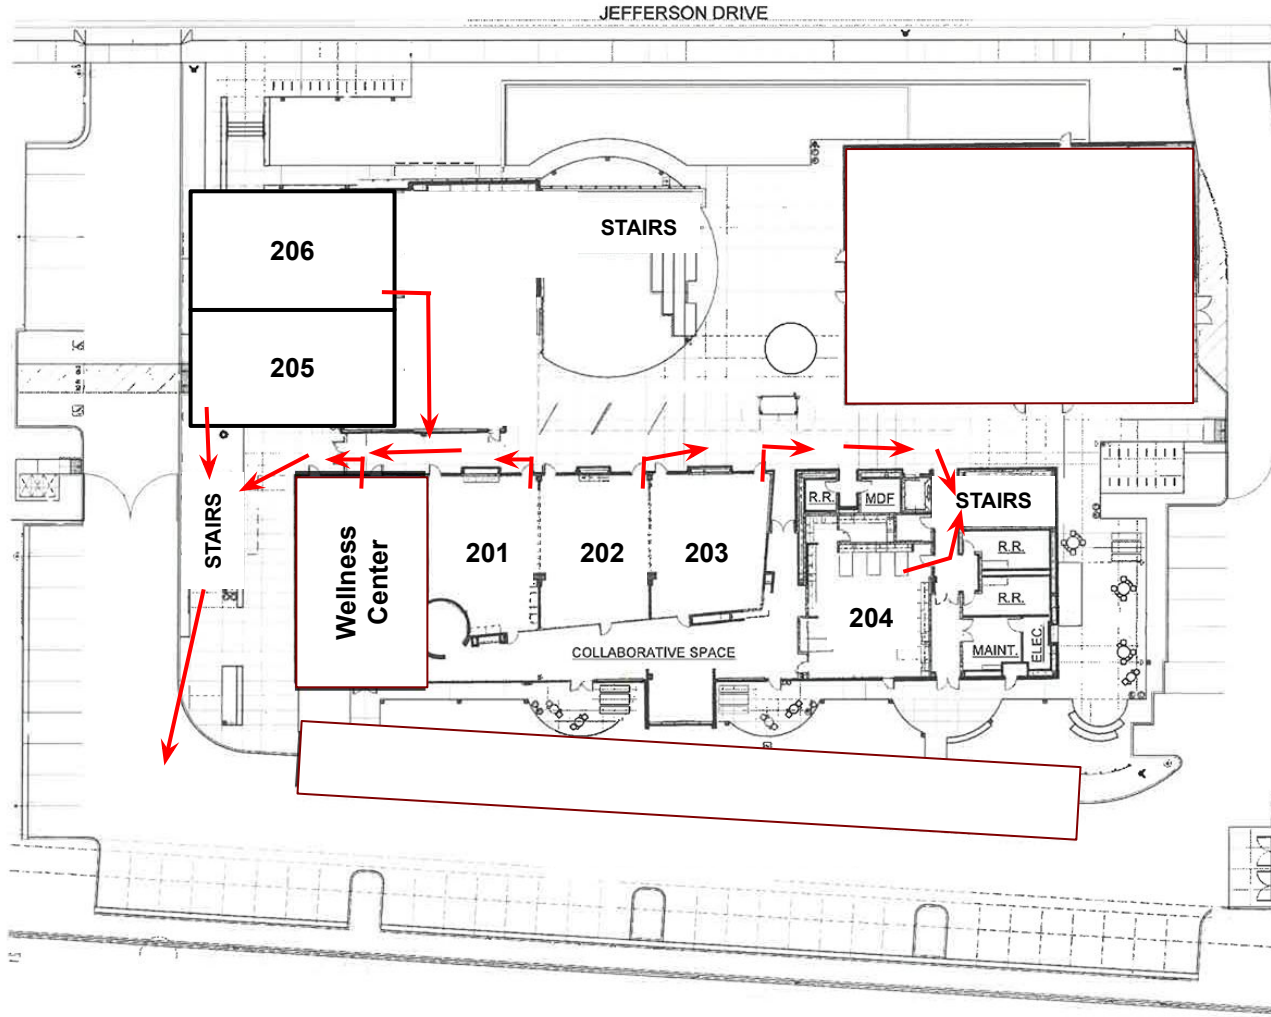 JEFFERSON DRIVE
206
STAIRS
205
STAIRS
Wellness
Center
201
202
203
R.R.
MDF
STAIRS
R.R.
R.R.
204
COLLABORATIVE SPACE
MAINT.
ELEC.